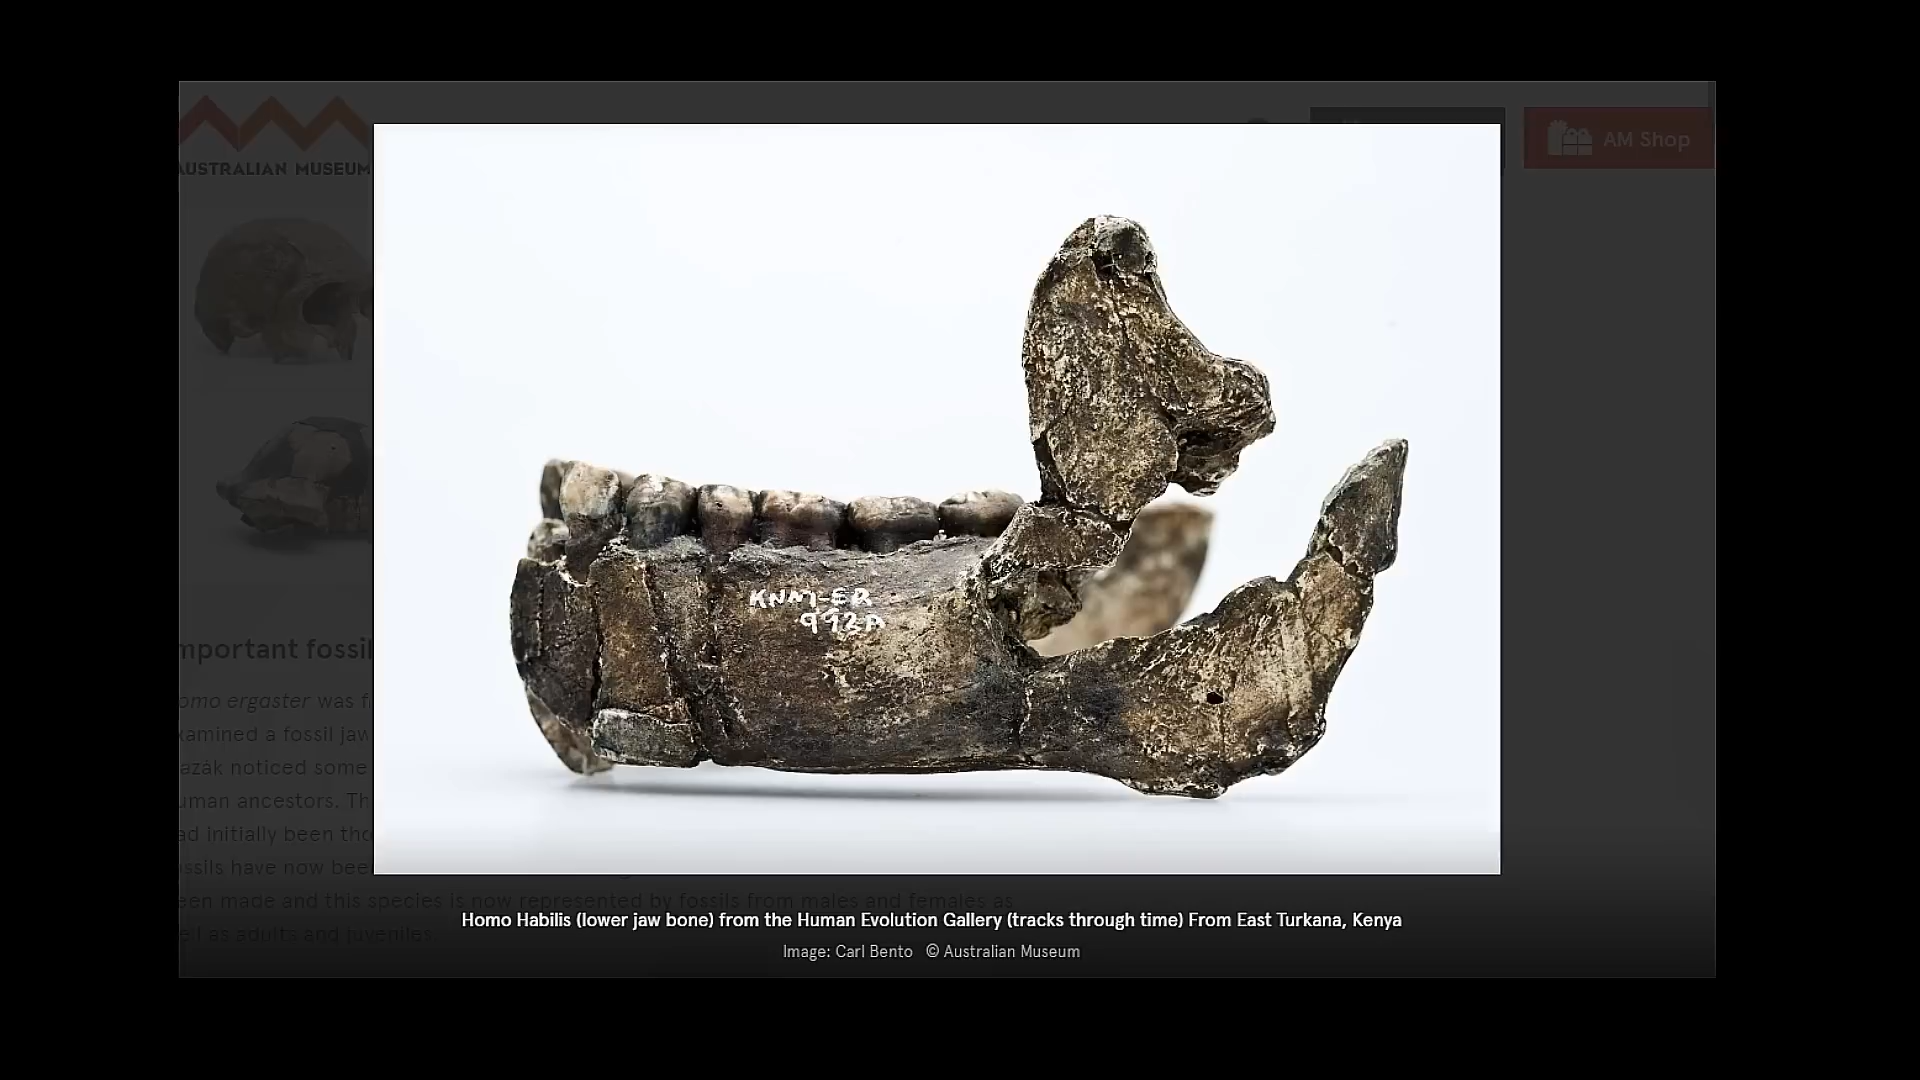 AUSTRALIAN MUSEUM
AM Shop
KNM-ER
992A
mportant fossil
omo ergaster was f
xamined a fossil jaw
azák noticed some
uman ancestors. Th
ad initially been tho
ssils have now bee
een made and this species is now represented by fossils from males and females as
as adults and juveniles.
Homo Habilis (lower jaw bone) from the Human Evolution Gallery (tracks through time) From East Turkana, Kenya
Image: Carl Bento © Australian Museum